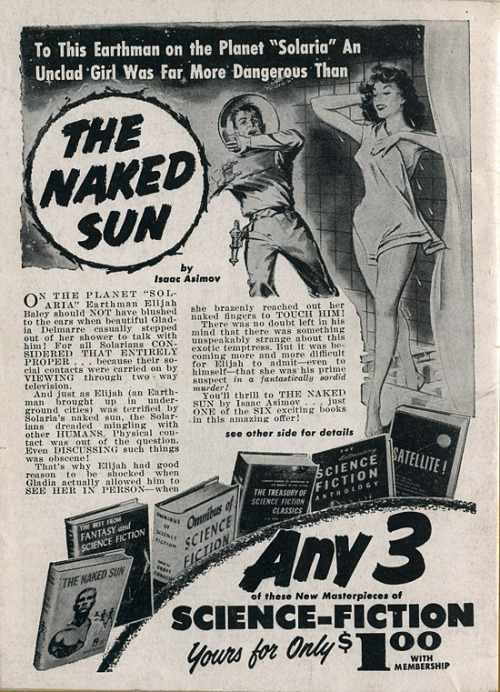 To This Earthman on the Planet "Solaria" An
Unclad Girl Was Far More Dangerous Than
THE
NAKED
SUN
by
Isaac Asimov
ON THE PLANET "SOL-
ARIA" Earthman Elijah
Baley should NOT have blushed
to the ears when beautiful Glad-
ia Delmarre casually stepped
out of her shower to talk with
him! For all Solarians CON-
SIDERED THAT ENTIRELY
PROPER . . because their so-
cial contacts were carried on by
VIEWING through two-way
television.
And just as Elijah (an Earth-
man brought up in under-
ground cities) was terrified by
Solaria's naked sun, the Solar-
ians dreaded mingling with
other HUMANS. Physical con-
tact was out of the question.
Even DISCUSSING such things
was obscene!
That's why Elijah had good
reason to be shocked when
Gladia actually allowed him to
SEE HER IN PERSON—when
she brazenly reached out her
naked fingers to TOUCH HIM!
There was no doubt left in his
mind that there was something
unspeakably strange about this
exotic temptress. But it was be-
coming more and more difficult
for Elijah to admit—even to
himself—that she was his prime
suspect in a fantastically sordid
murder!
You'll thrill to THE NAKED
SUN by Isaac Asimov . . . just
ONE of the SIX exciting books
in this amazing offer!
see other side for details
THE NAKED SUN
THE BEST FROM
FANTASY and
SCIENCE FICTION
OMNIBUS
OF
SCIENCE
FICTION
Omnibus of
SCIENCE
FICTION
THE TREASURY OF
SCIENCE FICTION
CLASSICS
THE
SCIENCE
FICTION
ANTHOLOGY
SATELLITE!
Any 3
of these New Masterpieces of
SCIENCE-FICTION
Yours for Only $1.00
WITH
MEMBERSHIP